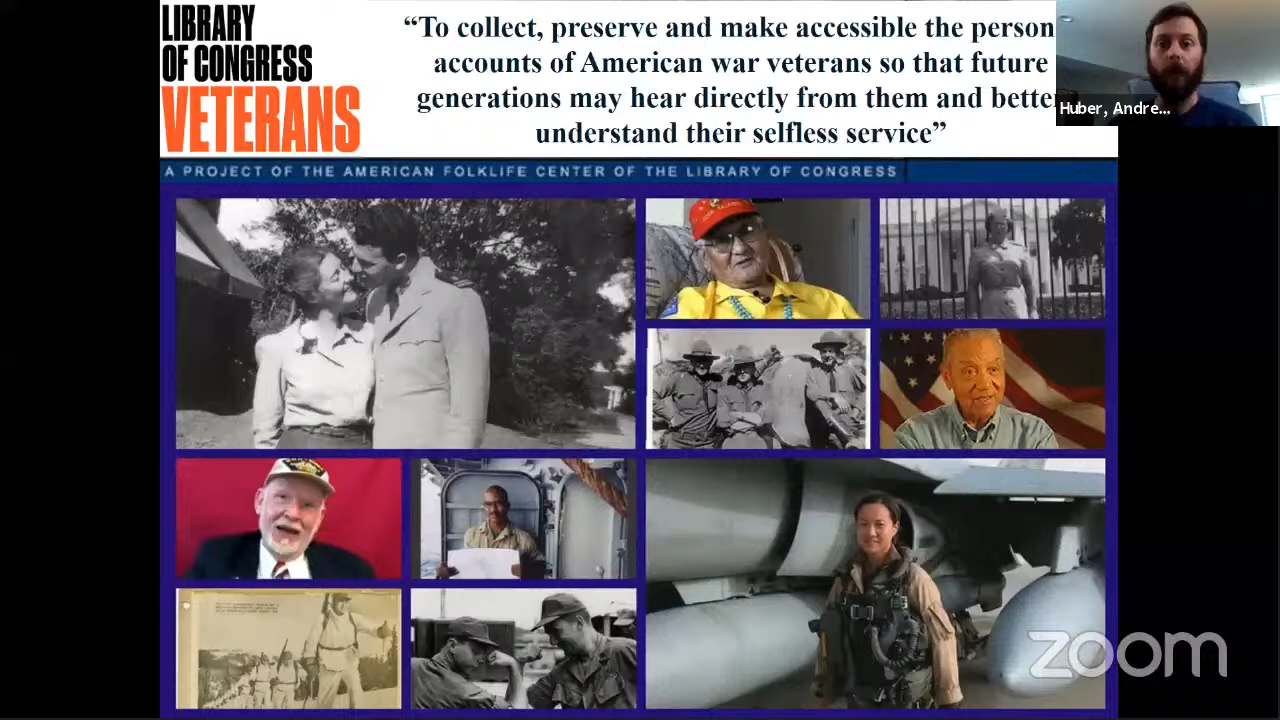 LIBRARY
OF CONGRESS
VETERANS
“To collect, preserve and make accessible the person
accounts of American war veterans so that future
generations may hear directly from them and bette
understand their selfless service”
Huber, Andre...
A PROJECT OF THE AMERICAN FOLKLIFE CENTER OF THE LIBRARY OF CONGRESS
zoom